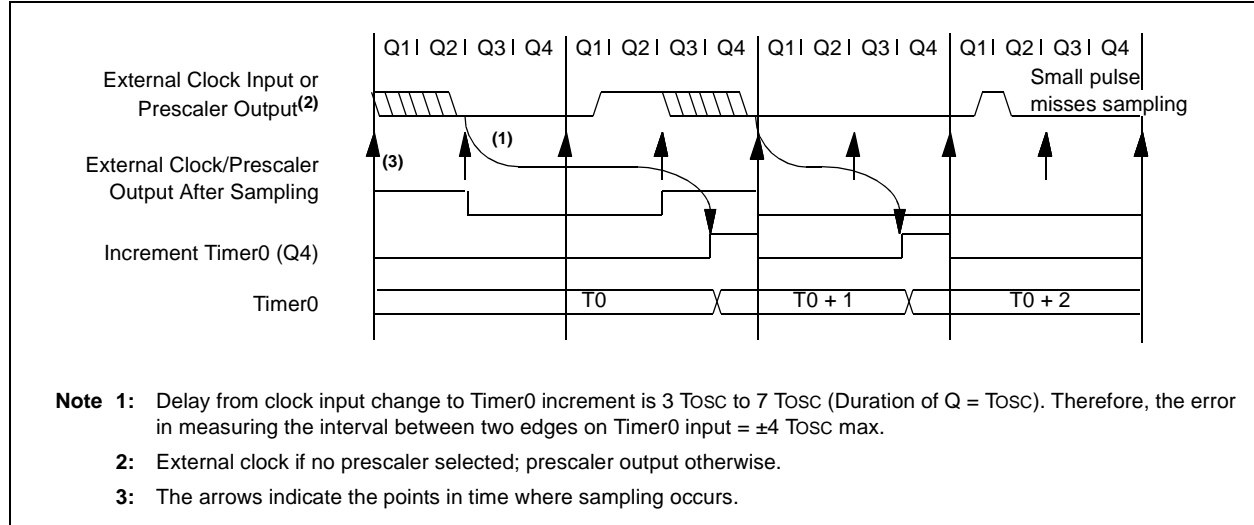 Q1 Q2 Q3 Q4 Q1 Q2 Q3 Q4 Q1 Q2 Q3 Q4 Q1 Q2 Q3 Q4
External Clock Input or
Prescaler Output(2)
Small pulse
misses sampling
(1)
(3)
External Clock/Prescaler
Output After Sampling
Increment Timer0 (Q4)
Timer0
T0
T0 + 1
T0 + 2
Note 1: Delay from clock input change to Timer0 increment is 3 TOSC to 7 TOSC (Duration of Q = TOSC). Therefore, the error
in measuring the interval between two edges on Timer0 input = ±4 TOSC max.
2: External clock if no prescaler selected; prescaler output otherwise.
3: The arrows indicate the points in time where sampling occurs.